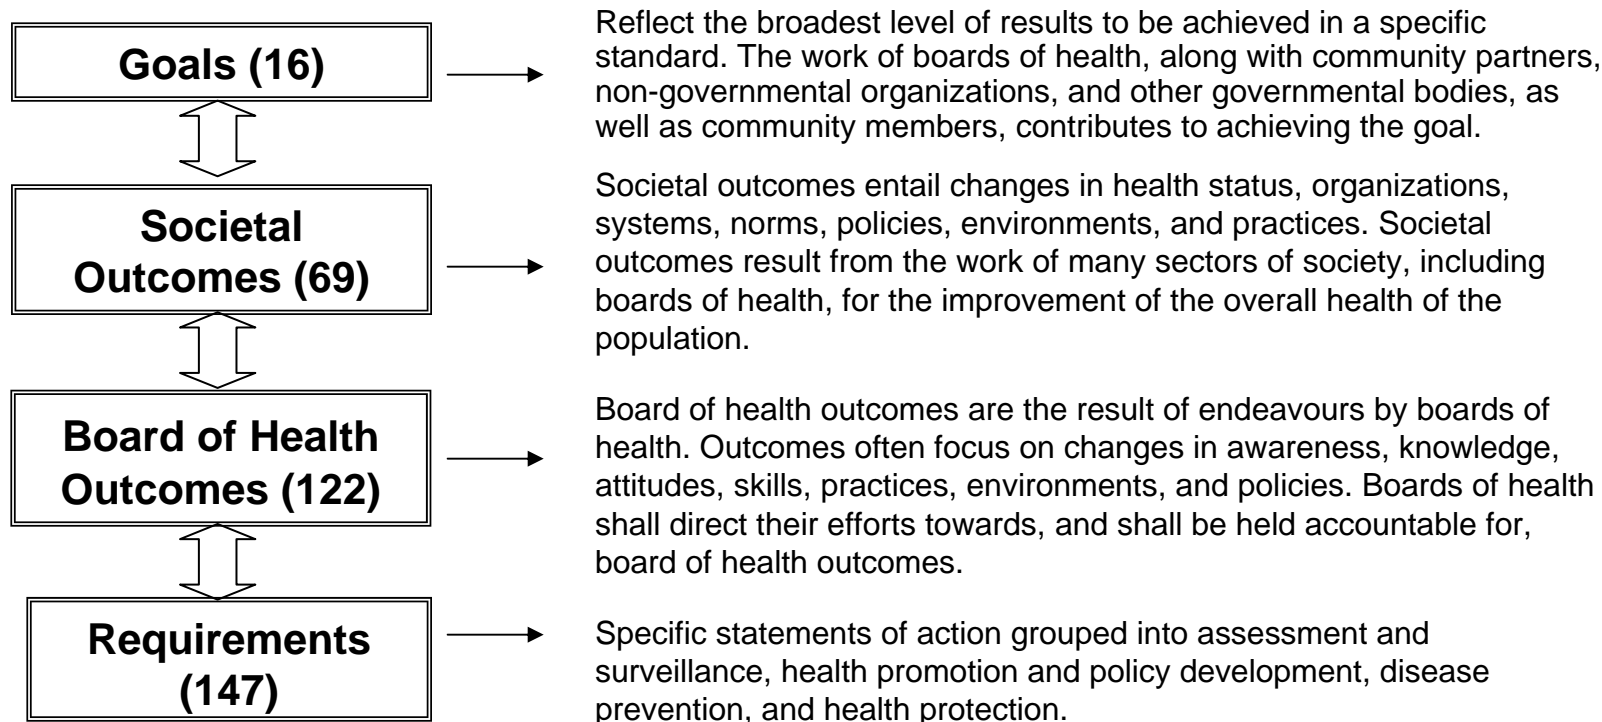 Goals (16)
Reflect the broadest level of results to be achieved in a specific
standard. The work of boards of health, along with community partners,
non-governmental organizations, and other governmental bodies, as
well as community members, contributes to achieving the goal.
Societal
Outcomes (69)
Societal outcomes entail changes in health status, organizations,
systems, norms, policies, environments, and practices. Societal
outcomes result from the work of many sectors of society, including
boards of health, for the improvement of the overall health of the
population.
Board of Health
Outcomes (122)
Board of health outcomes are the result of endeavours by boards of
health. Outcomes often focus on changes in awareness, knowledge,
attitudes, skills, practices, environments, and policies. Boards of health
shall direct their efforts towards, and shall be held accountable for,
board of health outcomes.
Requirements
(147)
Specific statements of action grouped into assessment and
surveillance, health promotion and policy development, disease
prevention, and health protection.